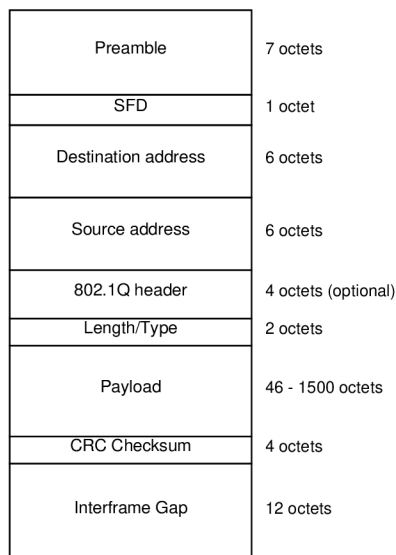 Preamble 7 octets
SFD 1 octet
Destination address 6 octets
Source address 6 octets
802.1Q header 4 octets (optional)
Length/Type 2 octets
Payload 46 - 1500 octets
CRC Checksum 4 octets
Interframe Gap 12 octets